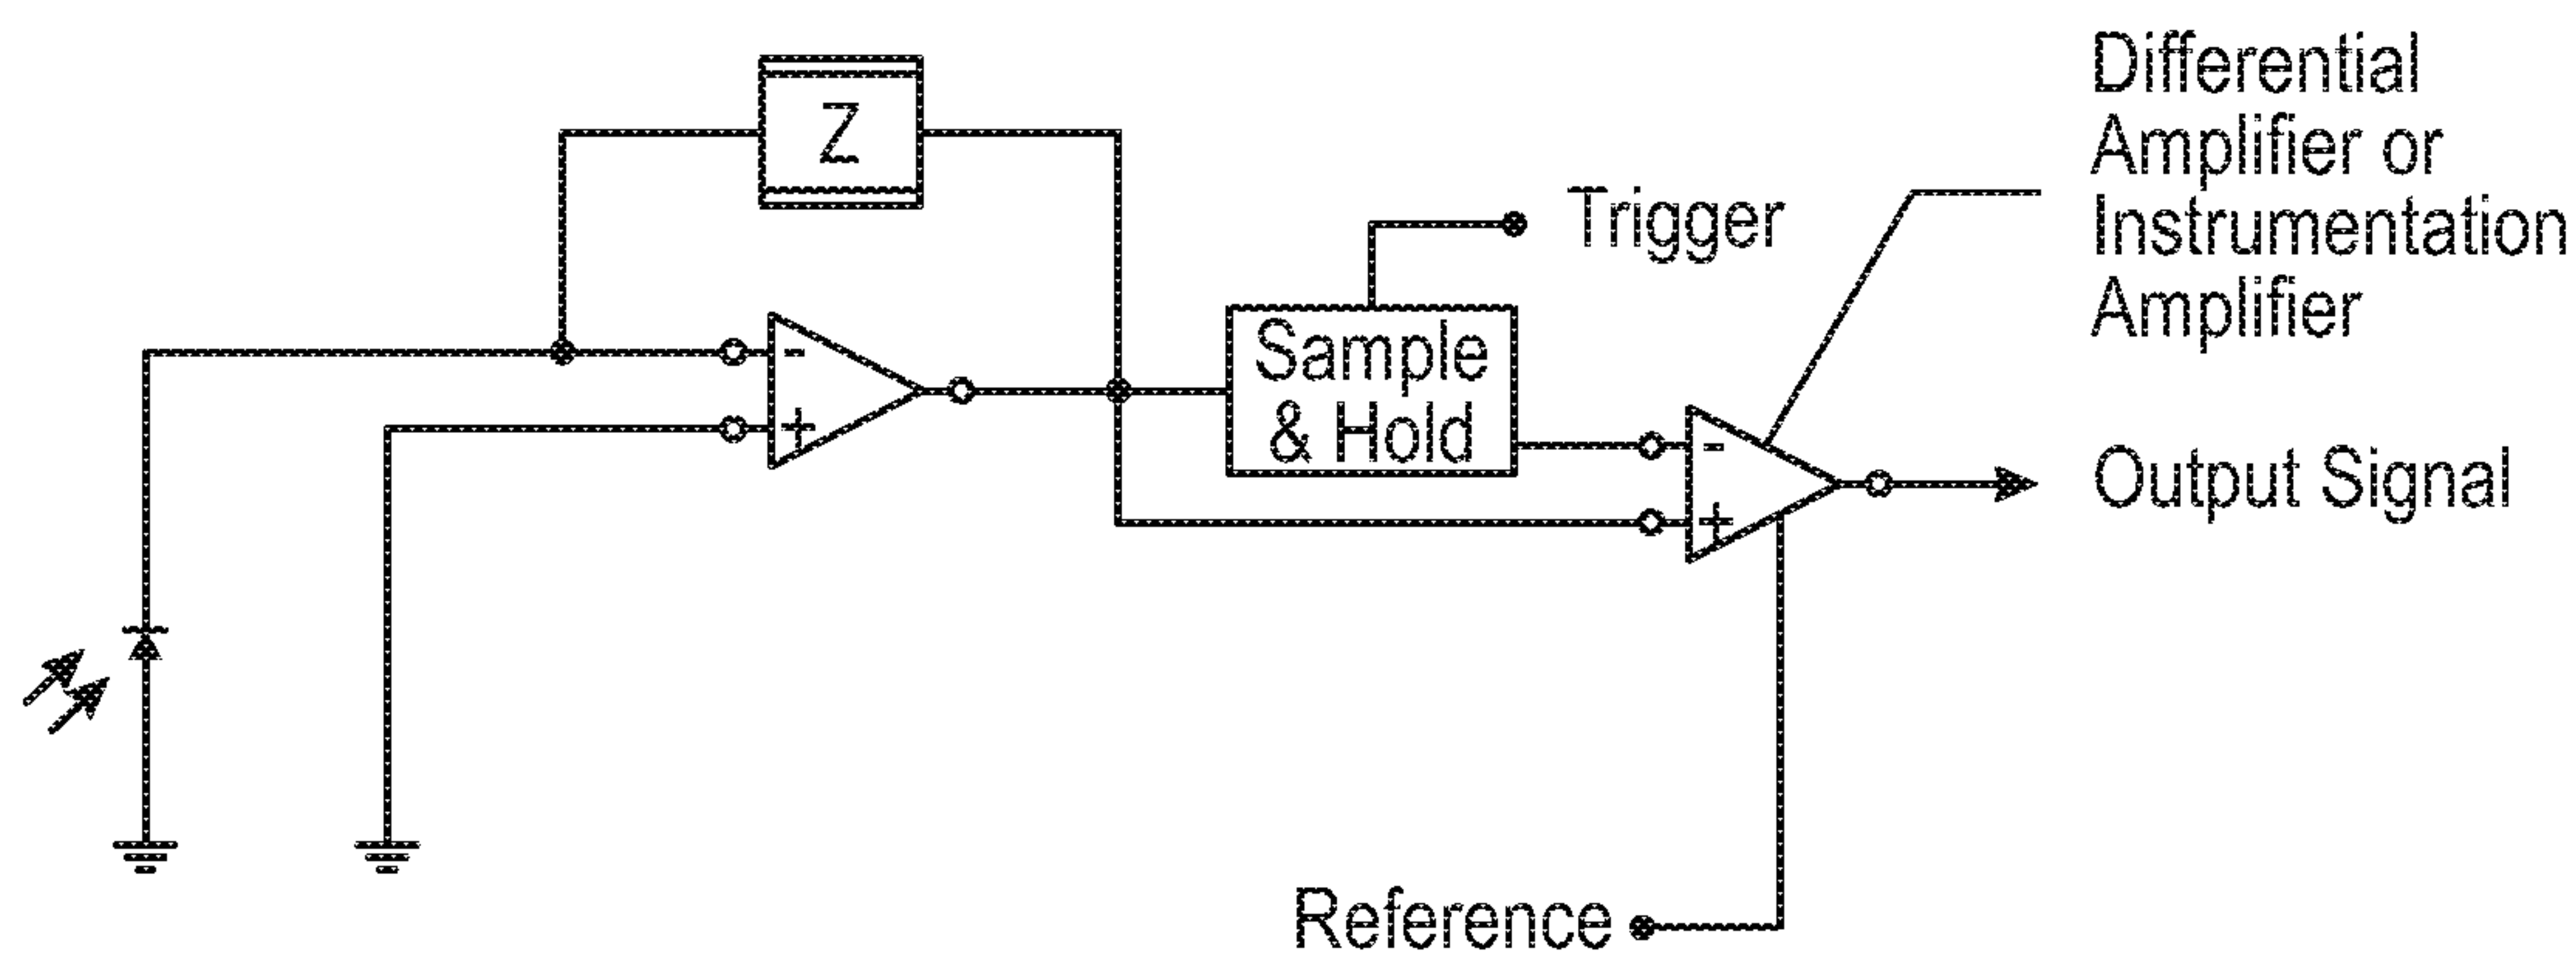 Differential
Amplifier or
Instrumentation
Amplifier
Z
Trigger
-
+
Sample
& Hold
-
+
Output Signal
Reference